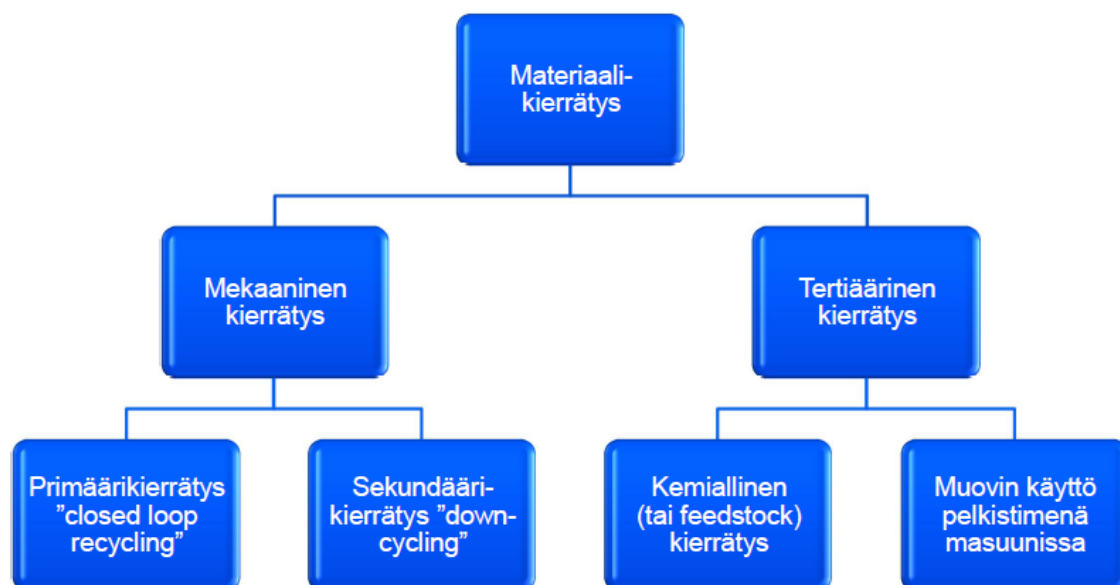 Materiaali-
kierrätys
Mekaaninen
kierrätys
Tertiäärinen
kierrätys
Primäärikierrätys
”closed loop
recycling”
Sekundääri-
kierrätys ”down-
cycling”
Kemiallinen
(tai feedstock)
kierrätys
Muovin käyttö
pelkistimenä
masuunissa